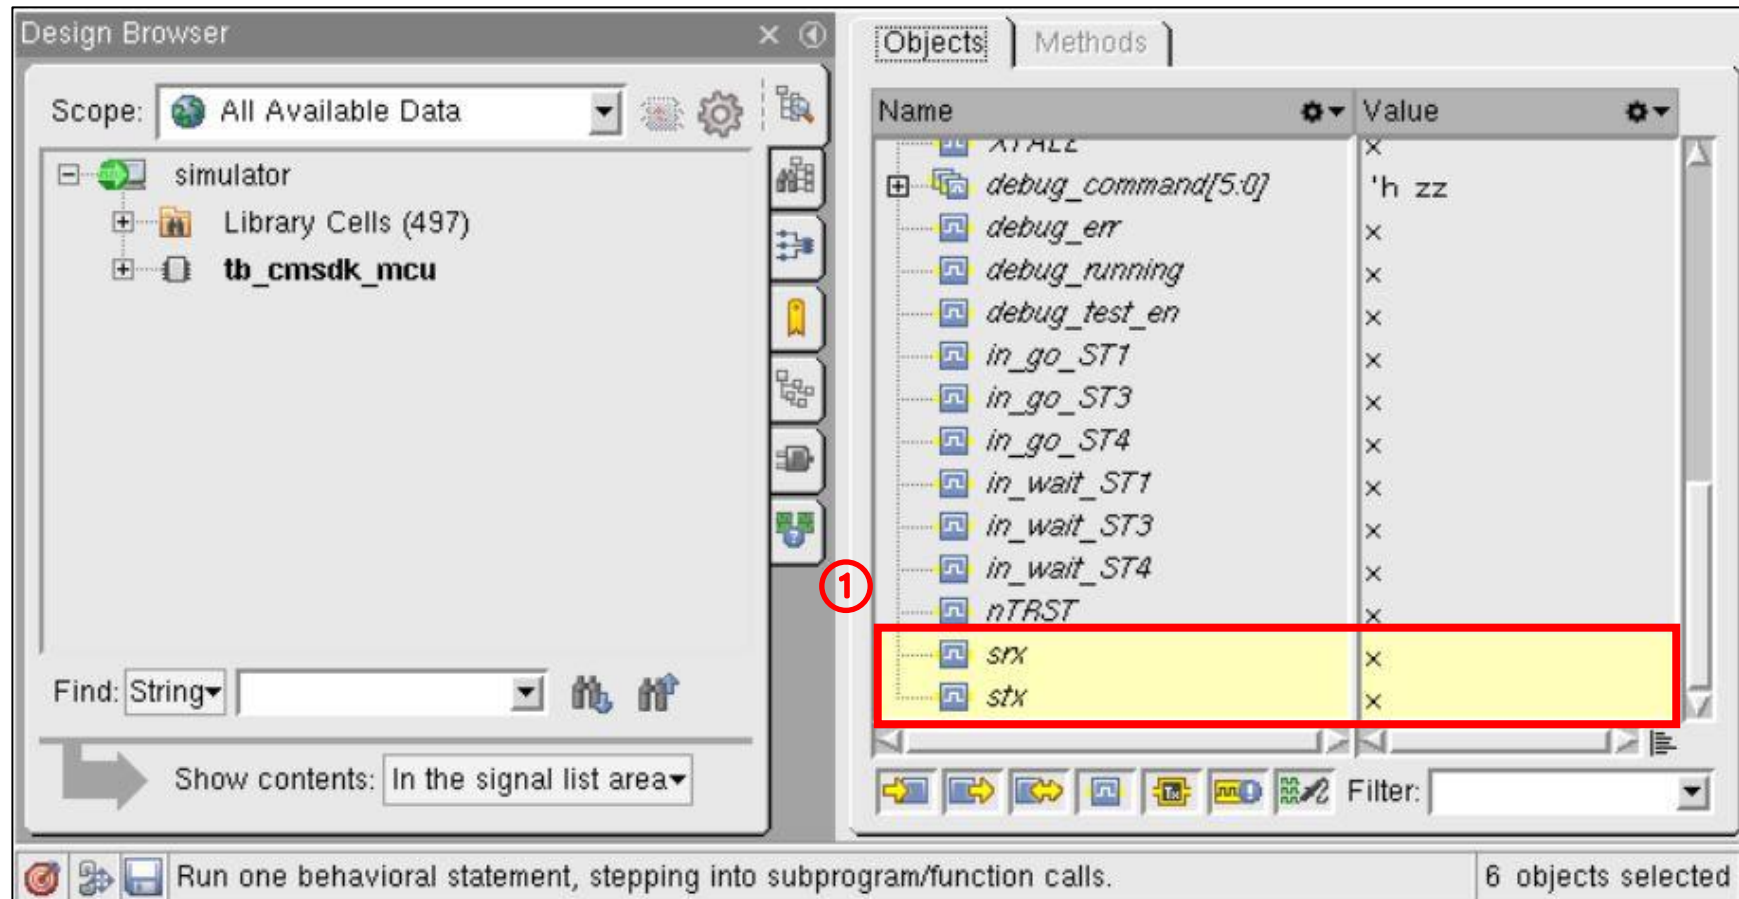 Design Browser
Scope: All Available Data
simulator
Library Cells (497)
tb_cmsdk_mcu
Find: String
Show contents: In the signal list area
Objects Methods
Name Value
XTAL2 x
debug_command[5:0] 'h zz
debug_err x
debug_running x
debug_test_en x
in_go_ST1 x
in_go_ST3 x
in_go_ST4 x
in_wait_ST1 x
in_wait_ST3 x
in_wait_ST4 x
①
nTRST x
srx x
stx x
Filter:
Run one behavioral statement, stepping into subprogram/function calls.
6 objects selected